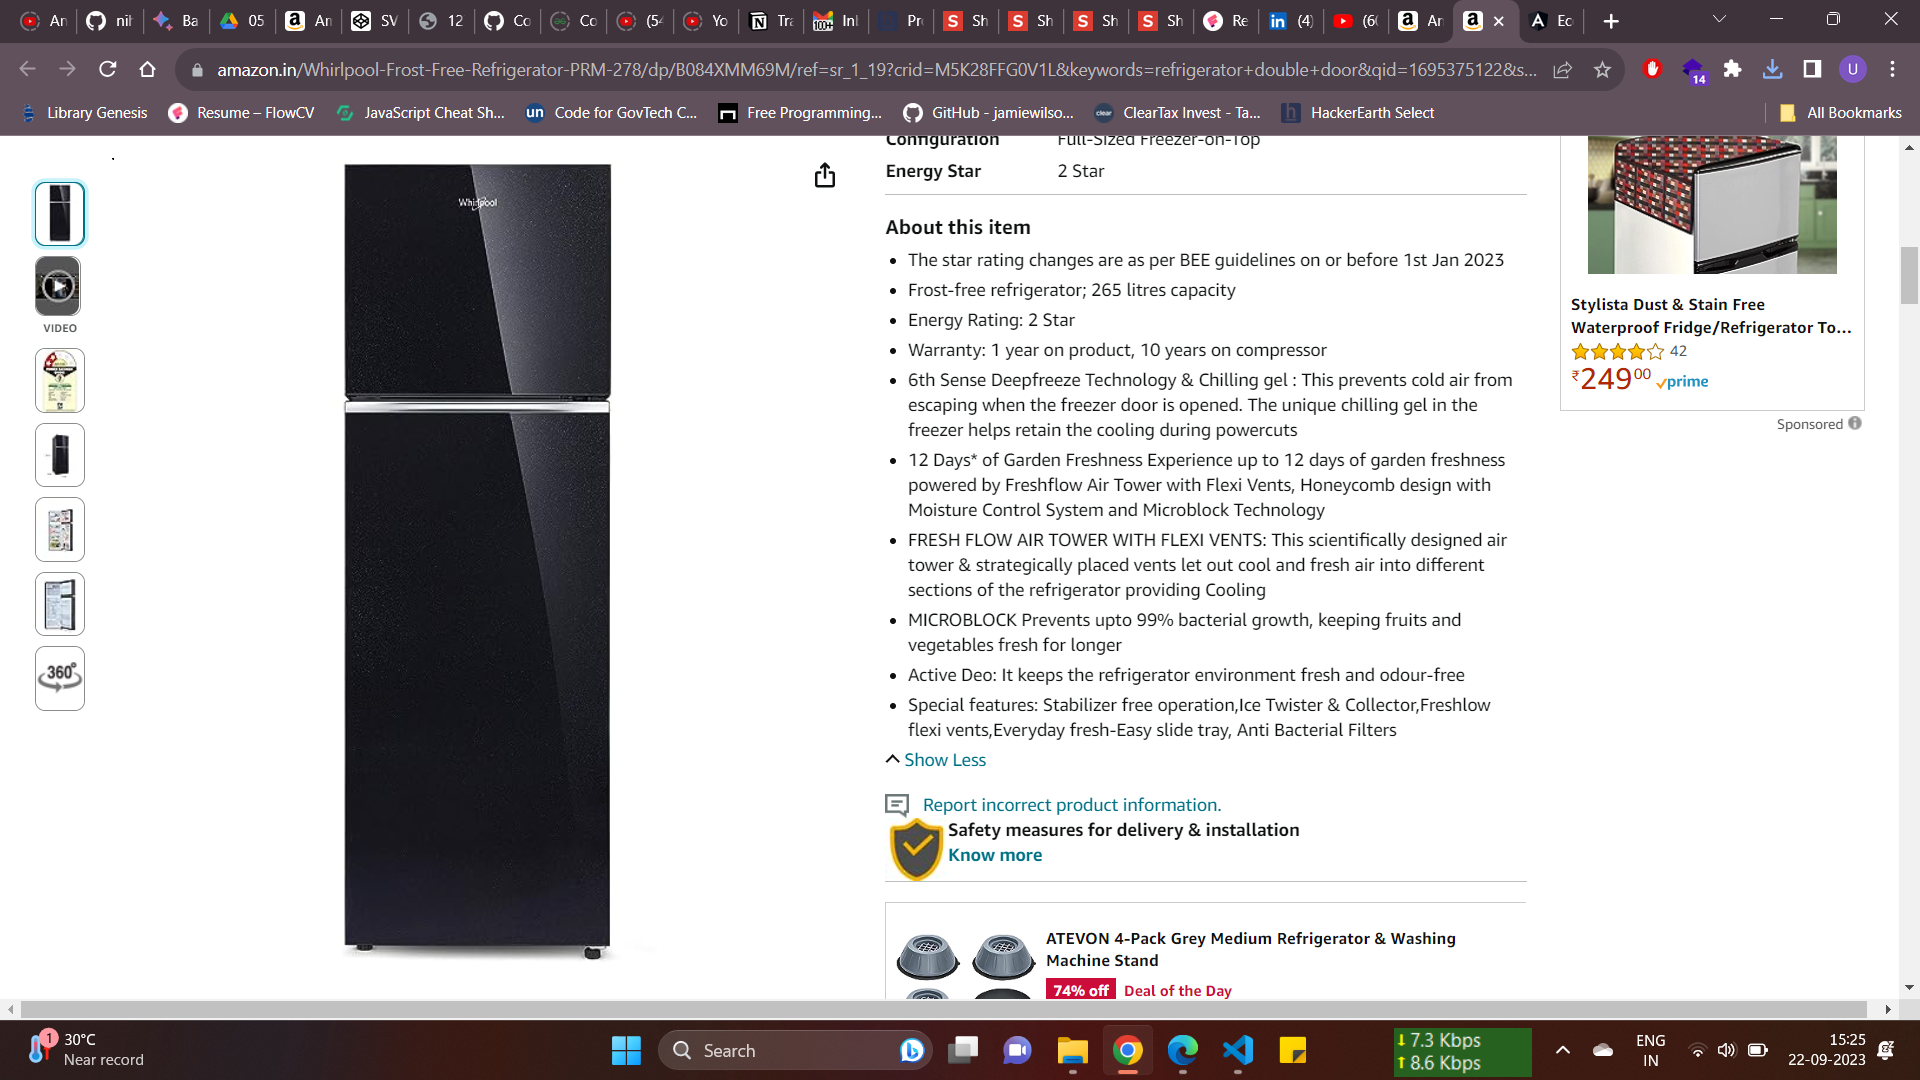 An
nil
Ba
05
An
SV
12
Co
Co
(54
Yo
Tra
100+
Inl
Pr
Sh
Sh
Sh
Sh
Re
(4)
(60
An
Ec
amazon.in/Whirlpool-Frost-Free-Refrigerator-PRM-278/dp/B084XMM69M/ref=sr_1_19?crid=M5K28FFG0V1L&keywords=refrigerator+double+door&qid=1695375122&s...
14
U
Library Genesis
Resume – FlowCV
JavaScript Cheat Sh...
un
Code for GovTech C...
Free Programming...
GitHub - jamiewilso...
clear
ClearTax Invest - Ta...
h
HackerEarth Select
All Bookmarks
VIDEO
360°
Whirlpool
Configuration Full-Sized Freezer-on-Top
Energy Star 2 Star
About this item
The star rating changes are as per BEE guidelines on or before 1st Jan 2023
Frost-free refrigerator; 265 litres capacity
Energy Rating: 2 Star
Warranty: 1 year on product, 10 years on compressor
6th Sense Deepfreeze Technology & Chilling gel : This prevents cold air from
escaping when the freezer door is opened. The unique chilling gel in the
freezer helps retain the cooling during powercuts
12 Days* of Garden Freshness Experience up to 12 days of garden freshness
powered by Freshflow Air Tower with Flexi Vents, Honeycomb design with
Moisture Control System and Microblock Technology
FRESH FLOW AIR TOWER WITH FLEXI VENTS: This scientifically designed air
tower & strategically placed vents let out cool and fresh air into different
sections of the refrigerator providing Cooling
MICROBLOCK Prevents upto 99% bacterial growth, keeping fruits and
vegetables fresh for longer
Active Deo: It keeps the refrigerator environment fresh and odour-free
Special features: Stabilizer free operation,Ice Twister & Collector,Freshlow
flexi vents,Everyday fresh-Easy slide tray, Anti Bacterial Filters
Show Less
Report incorrect product information.
Safety measures for delivery & installation
Know more
ATEVON 4-Pack Grey Medium Refrigerator & Washing
Machine Stand
74% off Deal of the Day
Stylista Dust & Stain Free
Waterproof Fridge/Refrigerator To...
42
₹24900 prime
Sponsored
1
30°C
Near record
Search
7.3 Kbps
8.6 Kbps
ENG
IN
15:25
22-09-2023